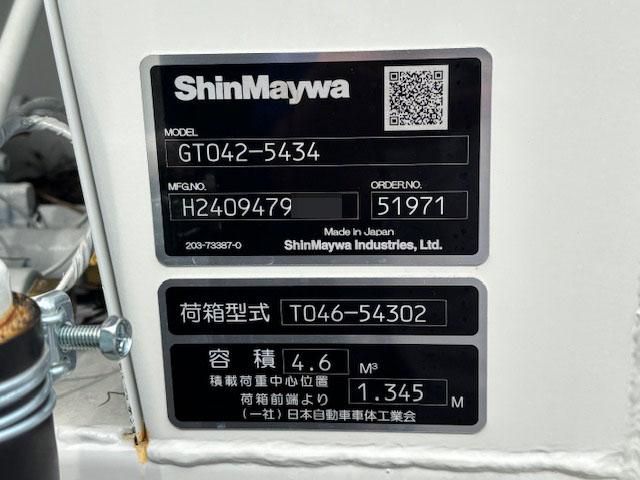 ShinMaywa
MODEL
GT042-5434
MFG.NO. ORDER.NO.
H2409479 51971
Made in Japan
203-73387-0 ShinMaywa Industries, Ltd.
荷箱型式 T046-54302
容積 4.6 M³
積載荷重中心位置
荷箱前端より 1.345 M
(一社)日本自動車車体工業会